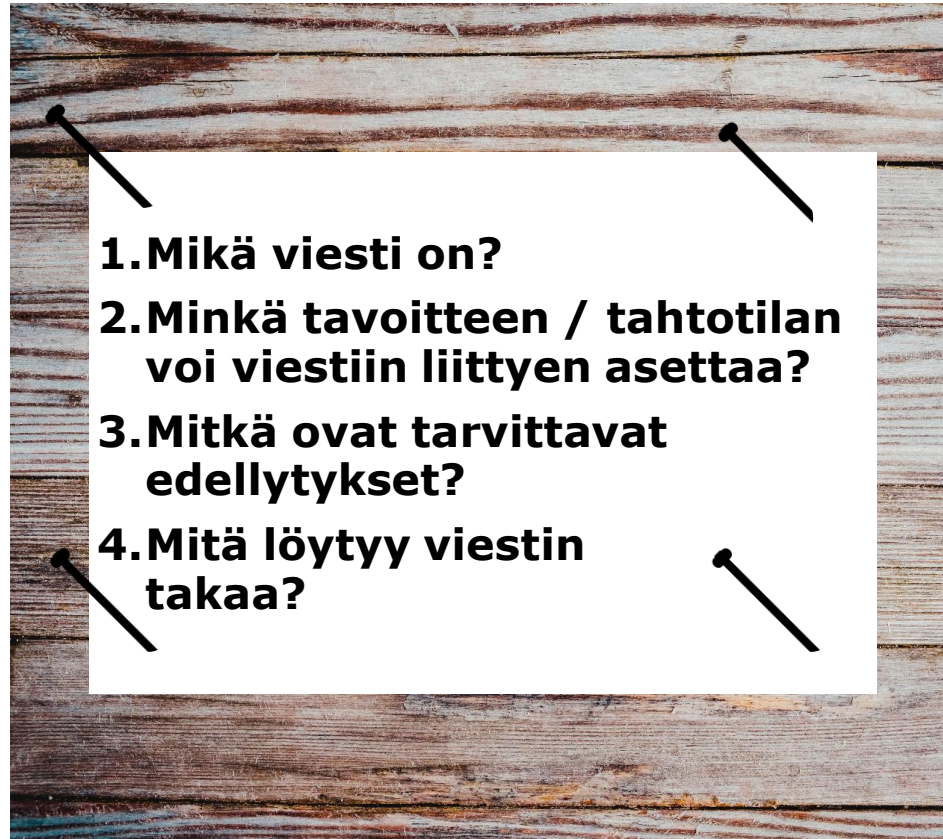 1.Mikä viesti on?
2.Minkä tavoitteen / tahtotilan
voi viestiin liittyen asettaa?
3.Mitkä ovat tarvittavat
edellytykset?
4.Mitä löytyy viestin
takaa?